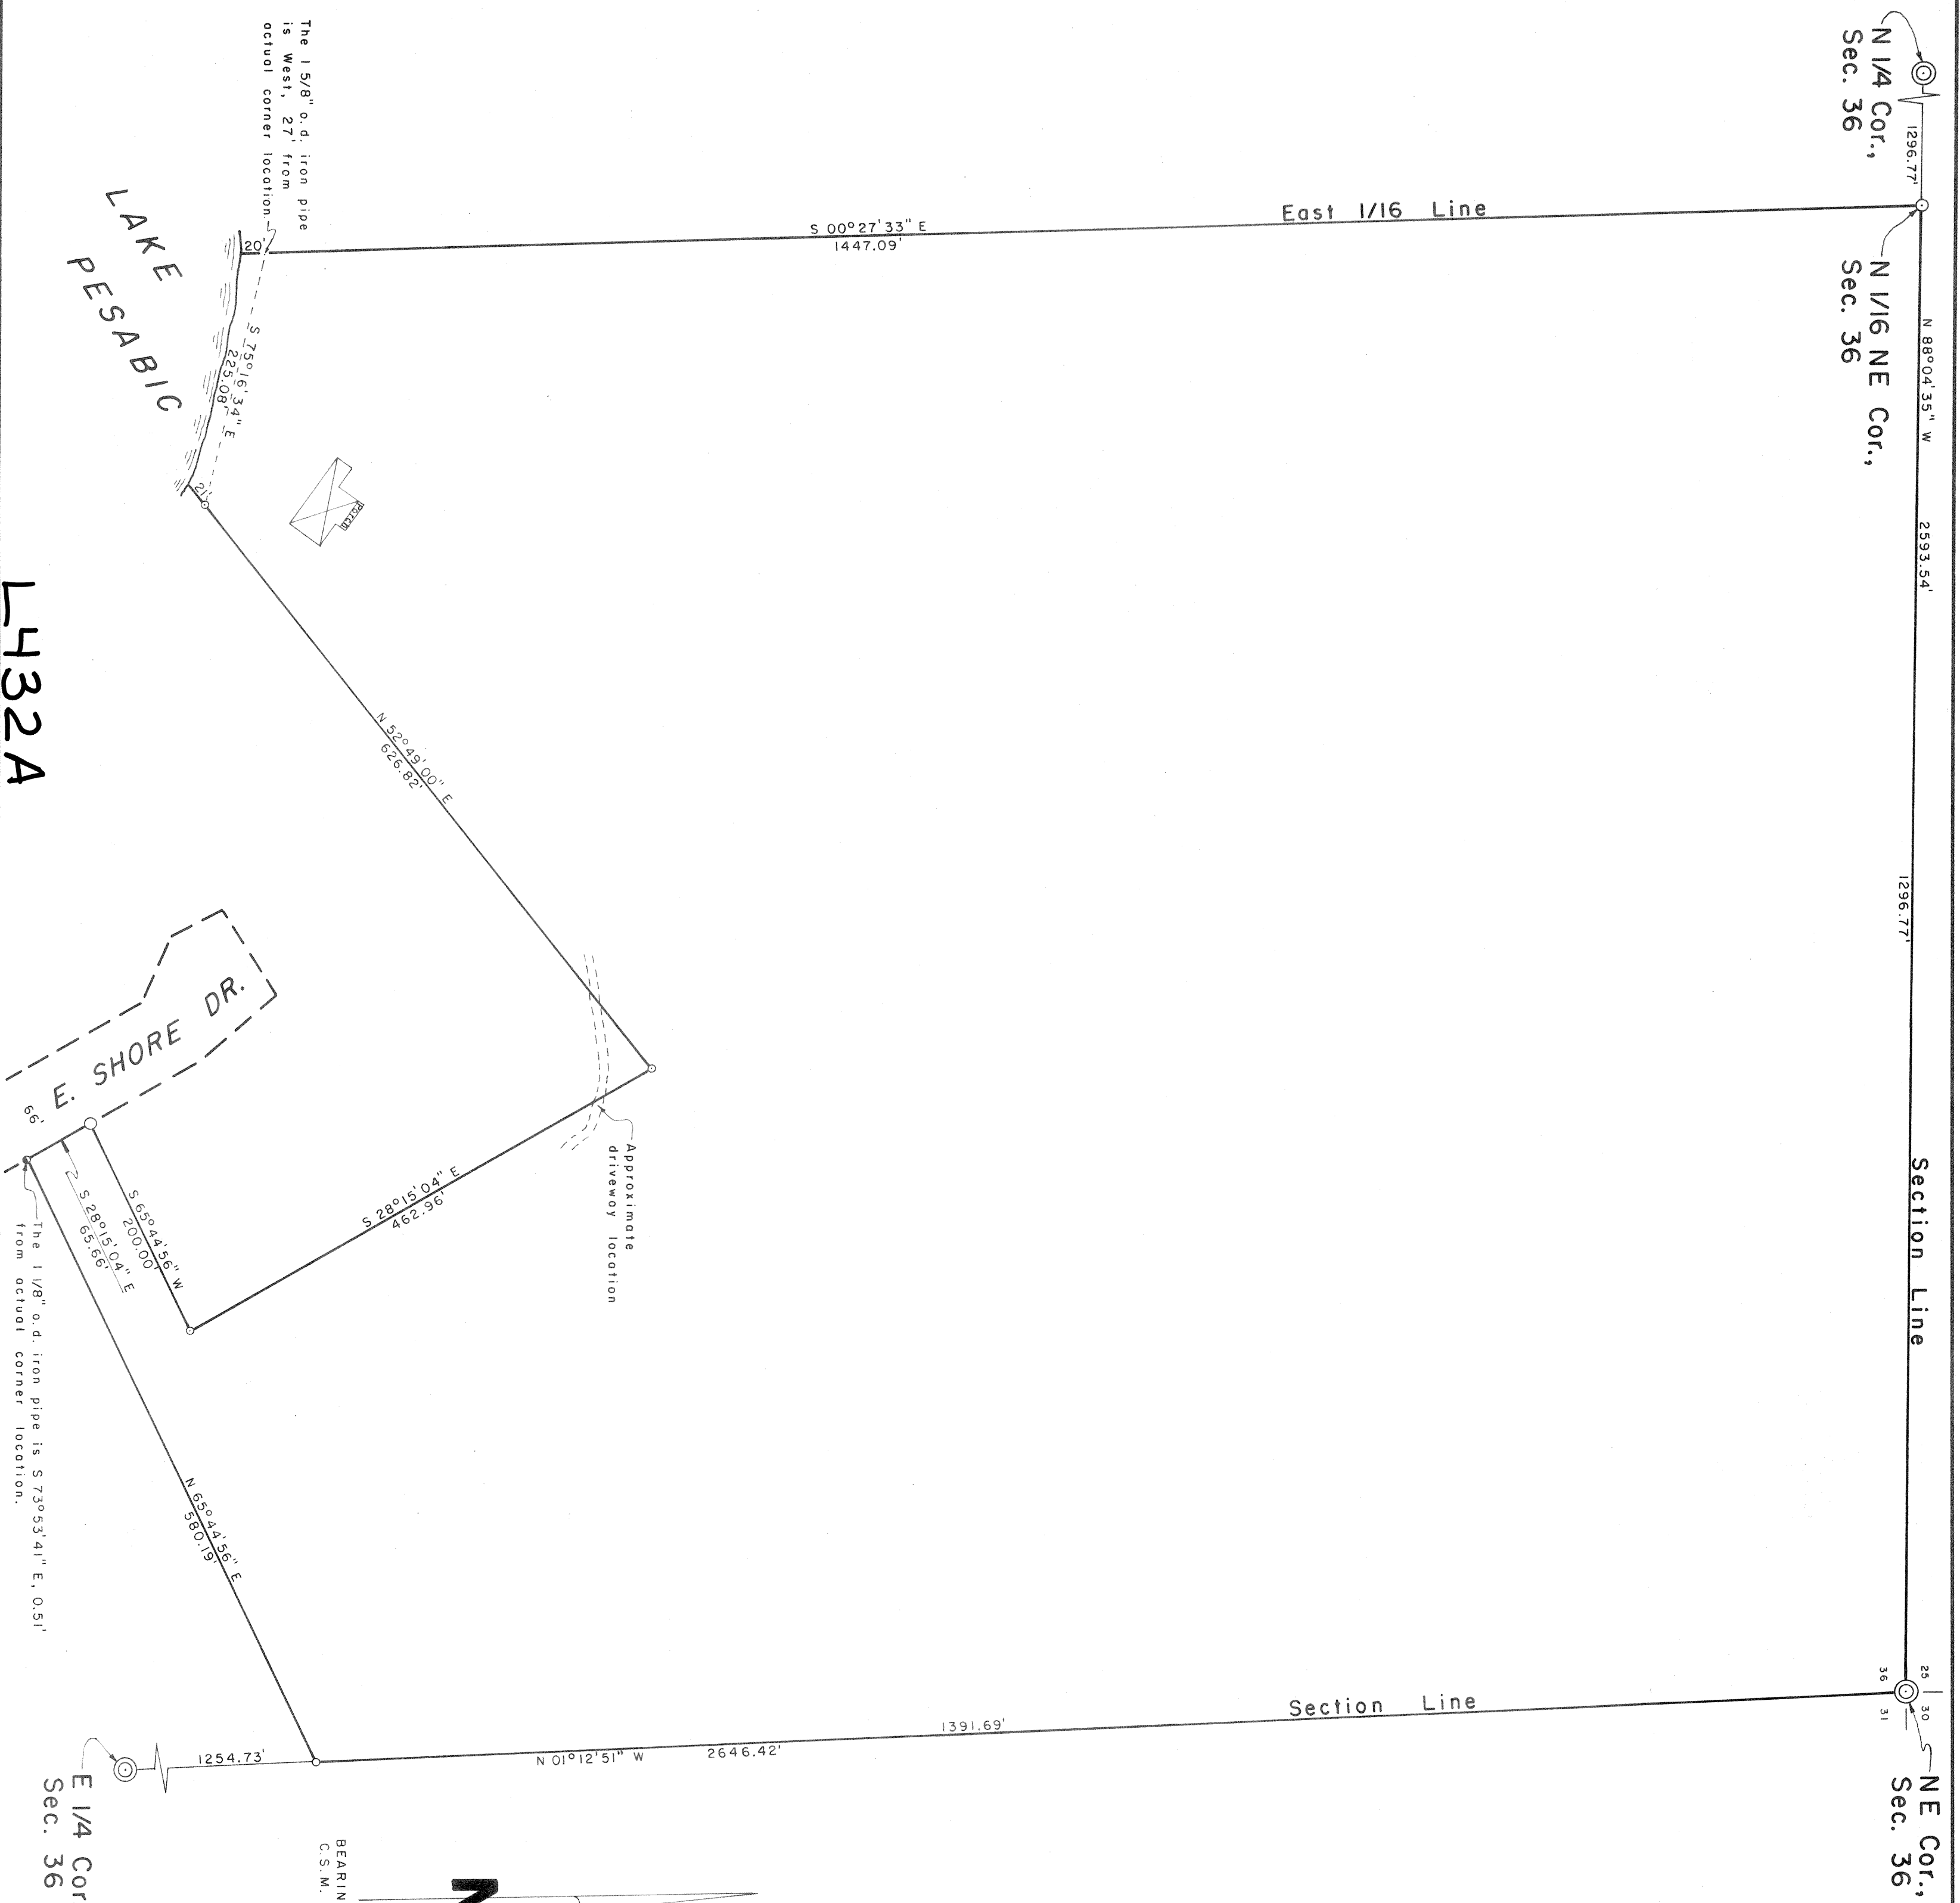 N 1/4 Cor.,
Sec. 36
1296.77'
N 1/16 NE Cor.,
Sec. 36
N 88°04'35" W 2593.54'
1296.77'
Section Line
25 30
36 31
NE Cor.,
Sec. 36
East 1/16 Line
S 00°27'33" E
1447.09'
The 1 5/8" o.d. iron pipe
is West, .27' from
actual corner location.
20'
LAKE
PESABIC
S 75°16'34" E
225.08'
21'
Porch
N 52°49'00" E
626.82'
Approximate
driveway location
S 28°15'04" E
462.96'
E. SHORE DR.
66'
S 65°44'56" W
200.00'
S 28°15'04" E
65.66'
The 1 1/8" o.d. iron pipe is S 73°53'41" E, 0.51'
from actual corner location.
N 65°44'56" E
580.19'
Section Line
1391.69'
N 01°12'51" W 2646.42'
1254.73'
E 1/4 Cor
Sec. 36
BEARIN
C.S.M.
L432A